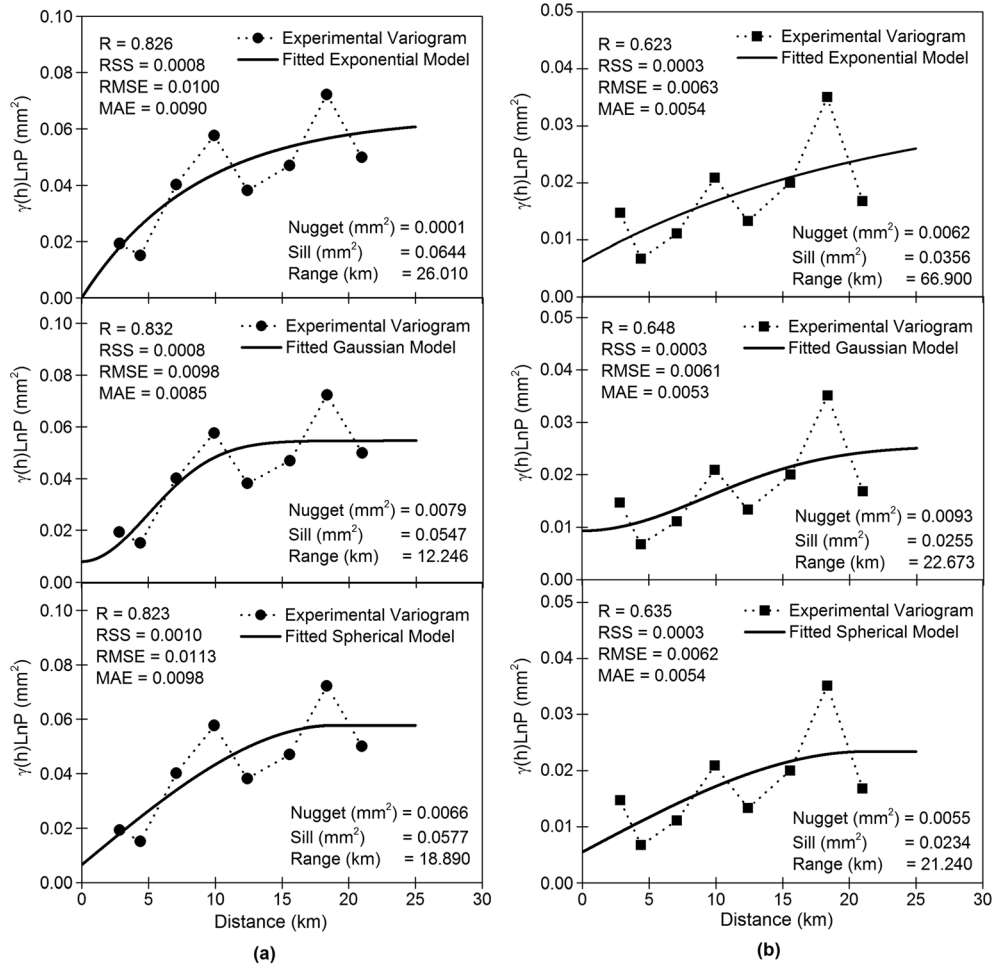 0.10
0.08
0.06
0.04
0.02
0.00
γ(h)LnP (mm²)
R = 0.826
RSS = 0.0008
RMSE = 0.0100
MAE = 0.0090
Experimental Variogram
Fitted Exponential Model
Nugget (mm²) = 0.0001
Sill (mm²) = 0.0644
Range (km) = 26.010
0.10
0.08
0.06
0.04
0.02
0.00
γ(h)LnP (mm²)
R = 0.832
RSS = 0.0008
RMSE = 0.0098
MAE = 0.0085
Experimental Variogram
Fitted Gaussian Model
Nugget (mm²) = 0.0079
Sill (mm²) = 0.0547
Range (km) = 12.246
0.10
0.08
0.06
0.04
0.02
0.00
γ(h)LnP (mm²)
R = 0.823
RSS = 0.0010
RMSE = 0.0113
MAE = 0.0098
Experimental Variogram
Fitted Spherical Model
Nugget (mm²) = 0.0066
Sill (mm²) = 0.0577
Range (km) = 18.890
0 5 10 15 20 25 30
Distance (km)
(a)
0.05
0.04
0.03
0.02
0.01
0.00
γ(h)LnP (mm²)
R = 0.623
RSS = 0.0003
RMSE = 0.0063
MAE = 0.0054
Experimental Variogram
Fitted Exponential Model
Nugget (mm²) = 0.0062
Sill (mm²) = 0.0356
Range (km) = 66.900
0.05
0.04
0.03
0.02
0.01
0.00
γ(h)LnP (mm²)
R = 0.648
RSS = 0.0003
RMSE = 0.0061
MAE = 0.0053
Experimental Variogram
Fitted Gaussian Model
Nugget (mm²) = 0.0093
Sill (mm²) = 0.0255
Range (km) = 22.673
0.05
0.04
0.03
0.02
0.01
0.00
γ(h)LnP (mm²)
R = 0.635
RSS = 0.0003
RMSE = 0.0062
MAE = 0.0054
Experimental Variogram
Fitted Spherical Model
Nugget (mm²) = 0.0055
Sill (mm²) = 0.0234
Range (km) = 21.240
0 5 10 15 20 25 30
Distance (km)
(b)